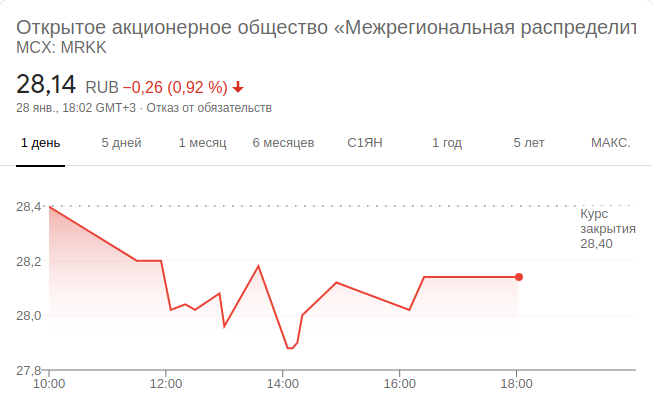 Открытое акционерное общество «Межрегиональная распределит
MCX: MRKK
28,14 RUB −0,26 (0,92 %)
28 янв., 18:02 GMT+3 · Отказ от обязательств
1 день 5 дней 1 месяц 6 месяцев С1ЯН 1 год 5 лет МАКС.
28,4
Курс
закрытия
28,40
28,2
28,0
27,8
10:00 12:00 14:00 16:00 18:00